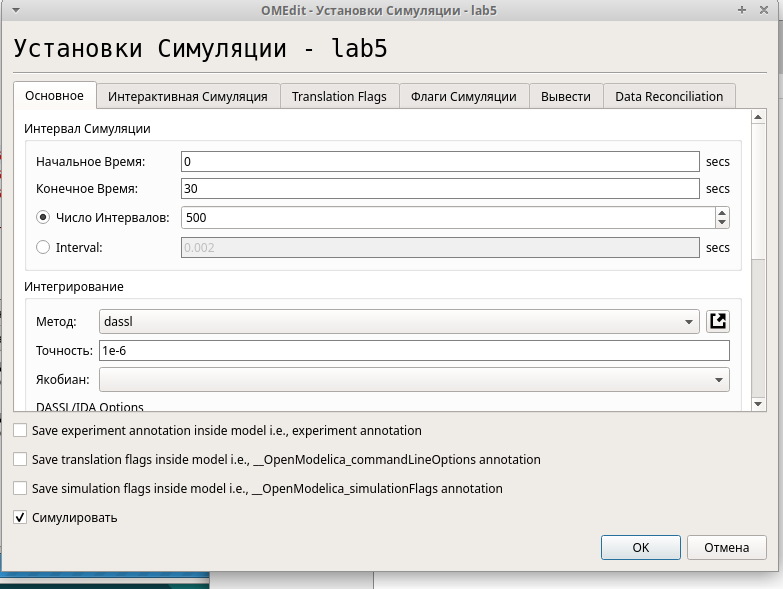 OMEdit - Установки Симуляции - lab5
Установки Симуляции - lab5
Основное Интерактивная Симуляция Translation Flags Флаги Симуляции Вывести Data Reconciliation
Интервал Симуляции
Начальное Время: 0 secs
Конечное Время: 30 secs
Число Интервалов: 500
Interval: 0.002 secs
Интегрирование
Метод: dassl
Точность: 1e-6
Якобиан:
DASSL/IDA Options
Save experiment annotation inside model i.e., experiment annotation
Save translation flags inside model i.e., __OpenModelica_commandLineOptions annotation
Save simulation flags inside model i.e., __OpenModelica_simulationFlags annotation
Симулировать
OK Отмена